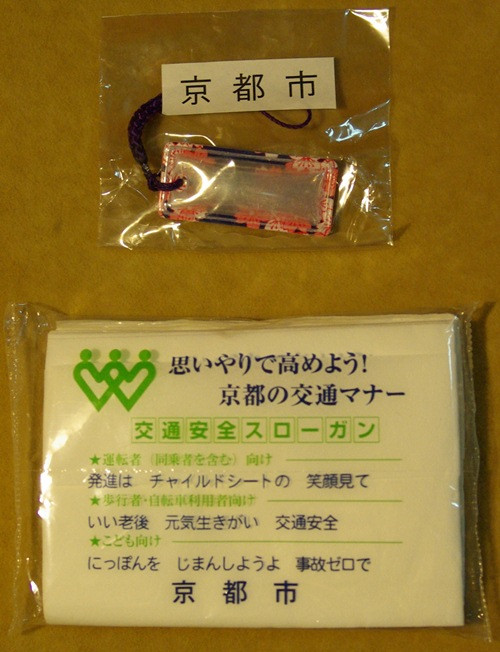 京都市
思いやりで高めよう!
京都の交通マナー
交通安全スローガン
★運転者(同乗者を含む)向け
発進は チャイルドシートの 笑顔見て
★歩行者・自転車利用者向け
いい老後 元気生きがい 交通安全
★こども向け
にっぽんを じまんしようよ 事故ゼロで
京都市